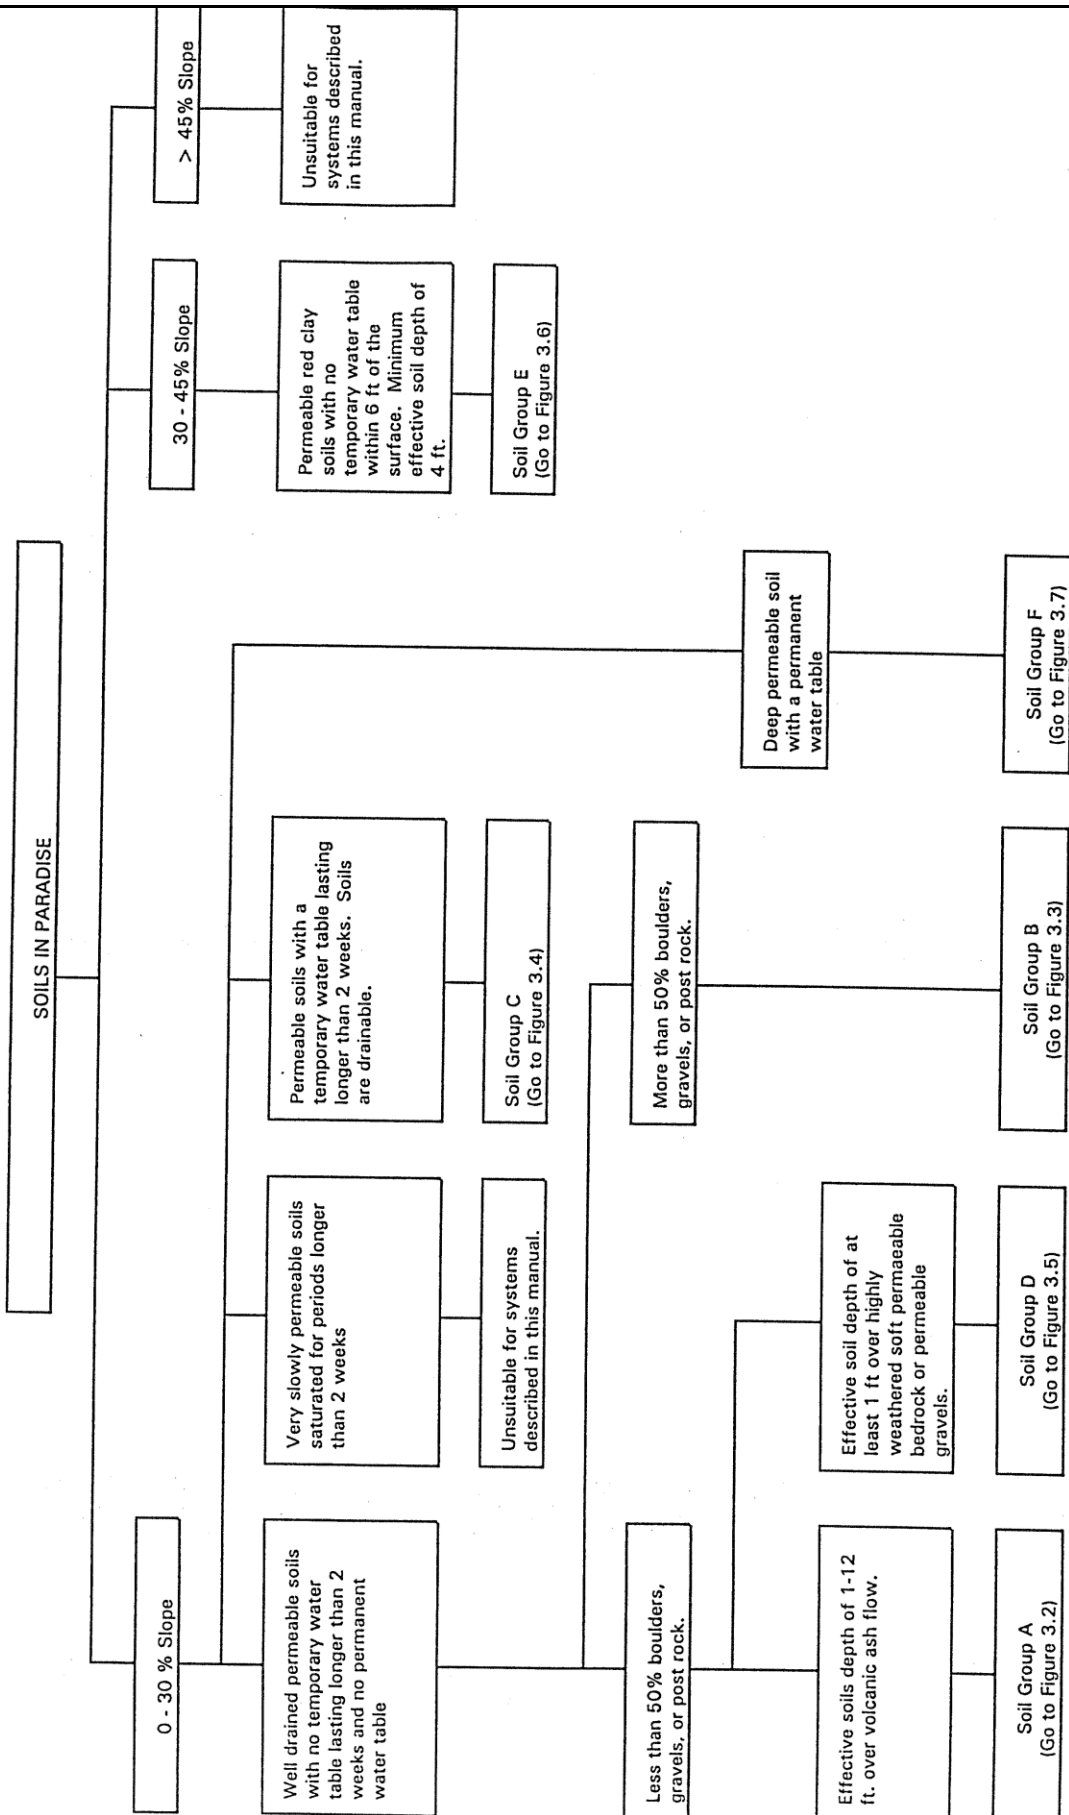 SOILS IN PARADISE
0 - 30 % Slope
30 - 45% Slope
> 45% Slope
Well drained permeable soils
with no temporary water
table lasting longer than 2
weeks and no permanent
water table
Very slowly permeable soils
saturated for periods longer
than 2 weeks
Permeable soils with a
temporary water table lasting
longer than 2 weeks. Soils
are drainable.
Permeable red clay
soils with no
temporary water table
within 6 ft of the
surface. Minimum
effective soil depth of
4 ft.
Unsuitable for
systems described
in this manual.
Unsuitable for systems
described in this manual.
Soil Group C
(Go to Figure 3.4)
Soil Group E
(Go to Figure 3.6)
Less than 50% boulders,
gravels, or post rock.
More than 50% boulders,
gravels, or post rock.
Deep permeable soil
with a permanent
water table
Effective soils depth of 1-12
ft. over volcanic ash flow.
Effective soil depth of at
least 1 ft over highly
weathered soft permaeable
bedrock or permeable
gravels.
Soil Group A
(Go to Figure 3.2)
Soil Group D
(Go to Figure 3.5)
Soil Group B
(Go to Figure 3.3)
Soil Group F
(Go to Figure 3.7)